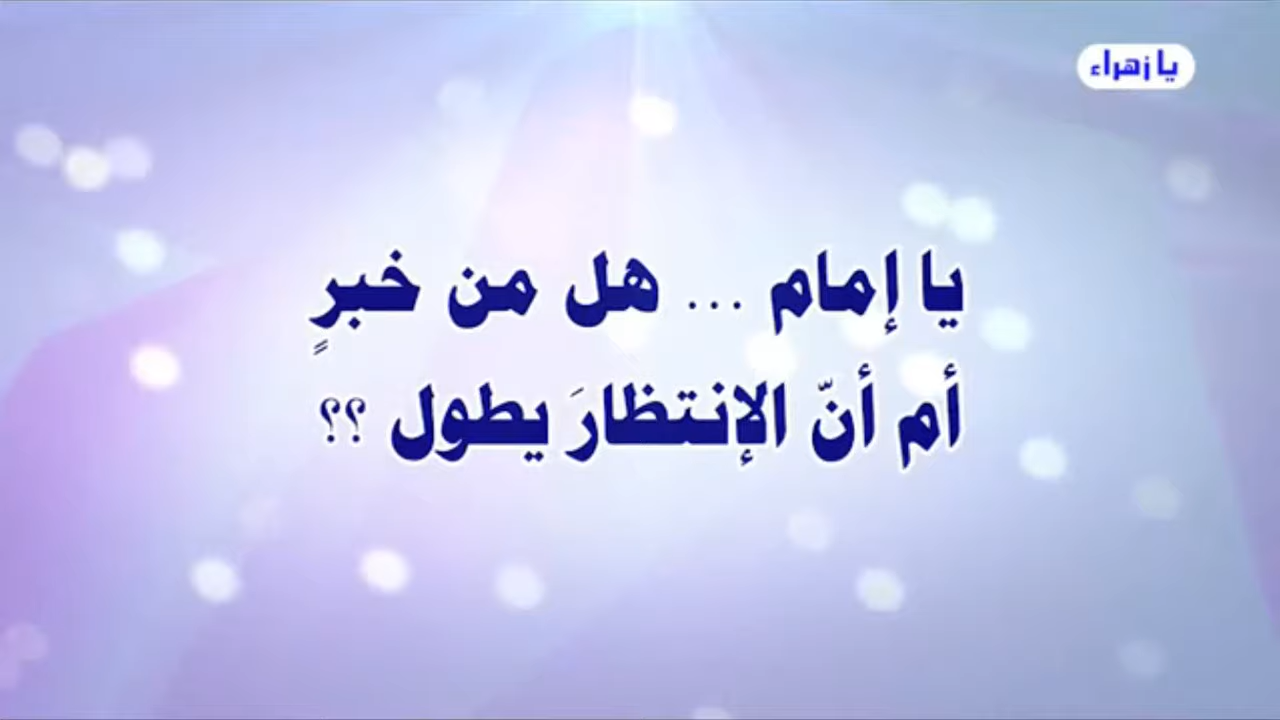 يا زهراء
يا إمام ... هل من خبرٍ
أم أنّ الإنتظارَ يطول ؟؟